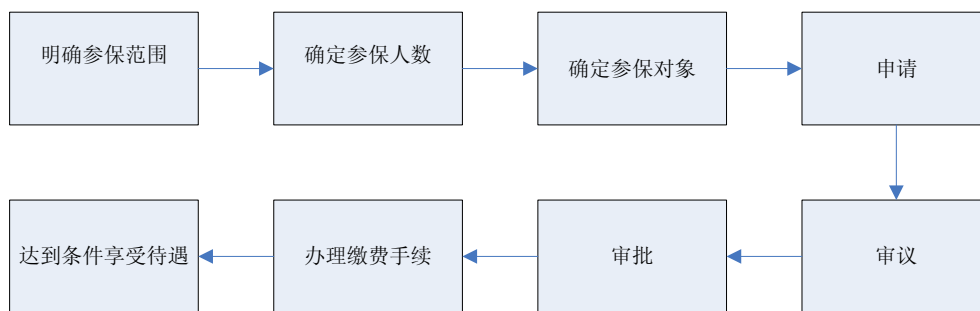 明确参保范围
确定参保人数
确定参保对象
申请
审议
审批
办理缴费手续
达到条件享受待遇